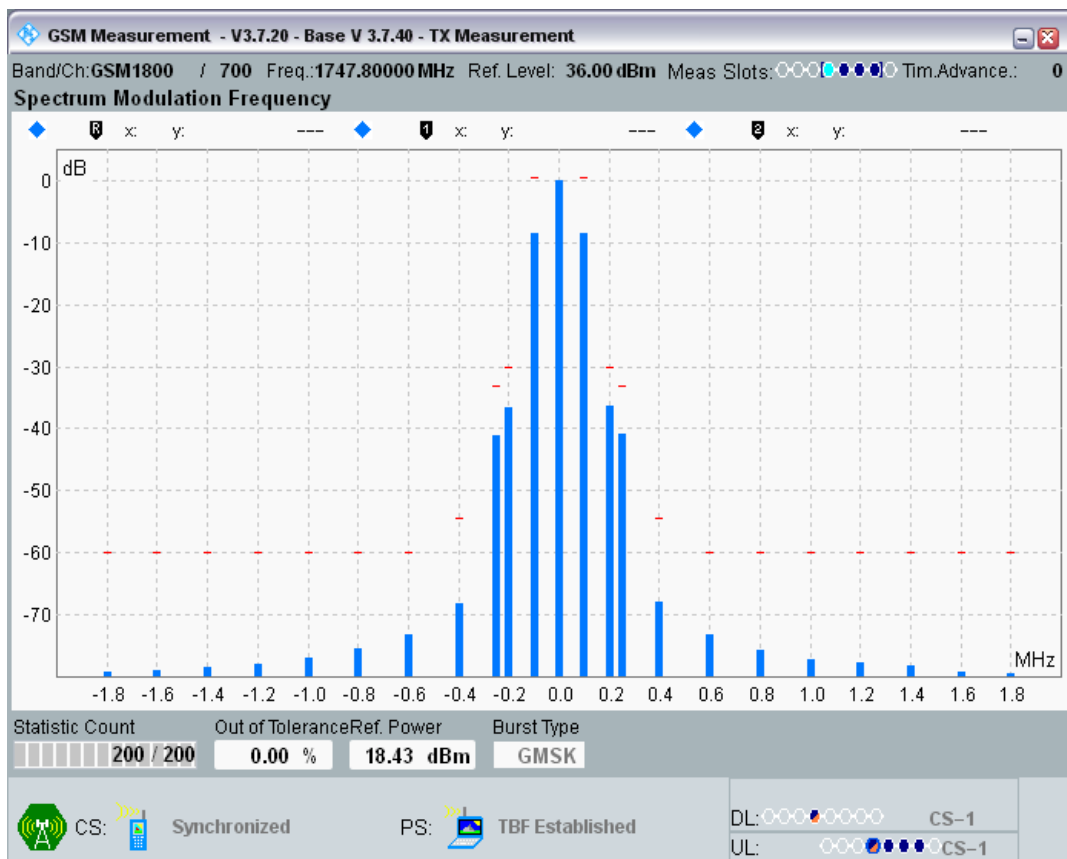 GSM Measurement - V3.7.20 - Base V 3.7.40 - TX Measurement
Band/Ch:GSM1800 / 700 Freq.:1747.80000 MHz Ref. Level: 36.00 dBm Meas Slots: Tim.Advance.: 0
Spectrum Modulation Frequency
R x: y: --- 1 x: y: --- 2 x: y: ---
dB
0
-10
-20
-30
-40
-50
-60
-70
MHz
-1.8 -1.6 -1.4 -1.2 -1.0 -0.8 -0.6 -0.4 -0.2 0.0 0.2 0.4 0.6 0.8 1.0 1.2 1.4 1.6 1.8
Statistic Count Out of Tolerance Ref. Power Burst Type
200 / 200 0.00 % 18.43 dBm GMSK
CS: Synchronized PS: TBF Established
DL: CS-1
UL: CS-1